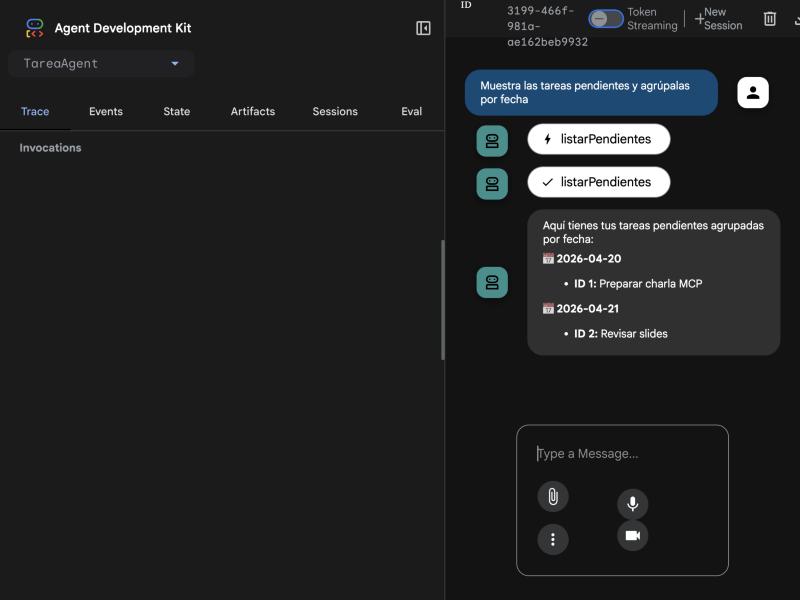 Agent Development Kit
TareaAgent
Trace Events State Artifacts Sessions Eval
Invocations
ID
3199-466f-
981a-
ae162beb9932
Token
Streaming
New
Session
Muestra las tareas pendientes y agrúpalas
por fecha
listarPendientes
listarPendientes
Aquí tienes tus tareas pendientes agrupadas
por fecha:
2026-04-20
• ID 1: Preparar charla MCP
2026-04-21
• ID 2: Revisar slides
Type a Message...